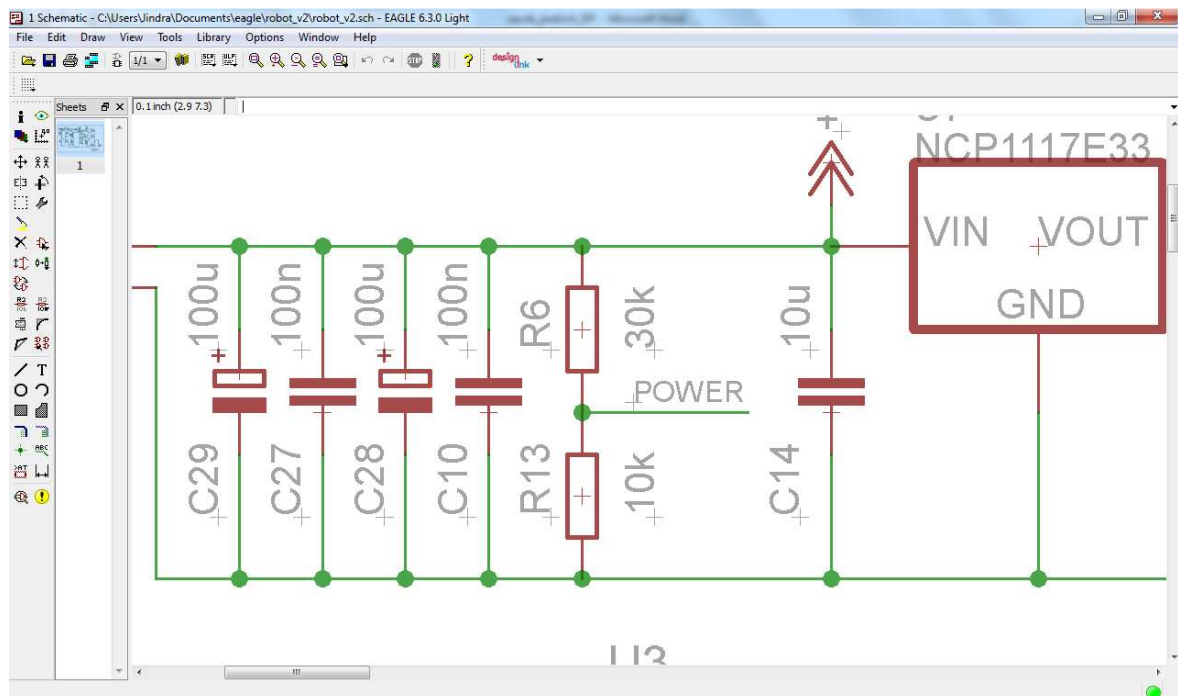 1 Schematic - C:\Users\Jindra\Documents\eagle\robot_v2\robot_v2.sch - EAGLE 6.3.0 Light
File Edit Draw View Tools Library Options Window Help
1/1
design link
Sheets
0.1 inch (2.9 7.3)
1
NCP1117E33
VIN VOUT
GND
100u
100n
100u
100n
R6
30k
10u
POWER
C29
C27
C28
C10
R13
10k
C14
U3